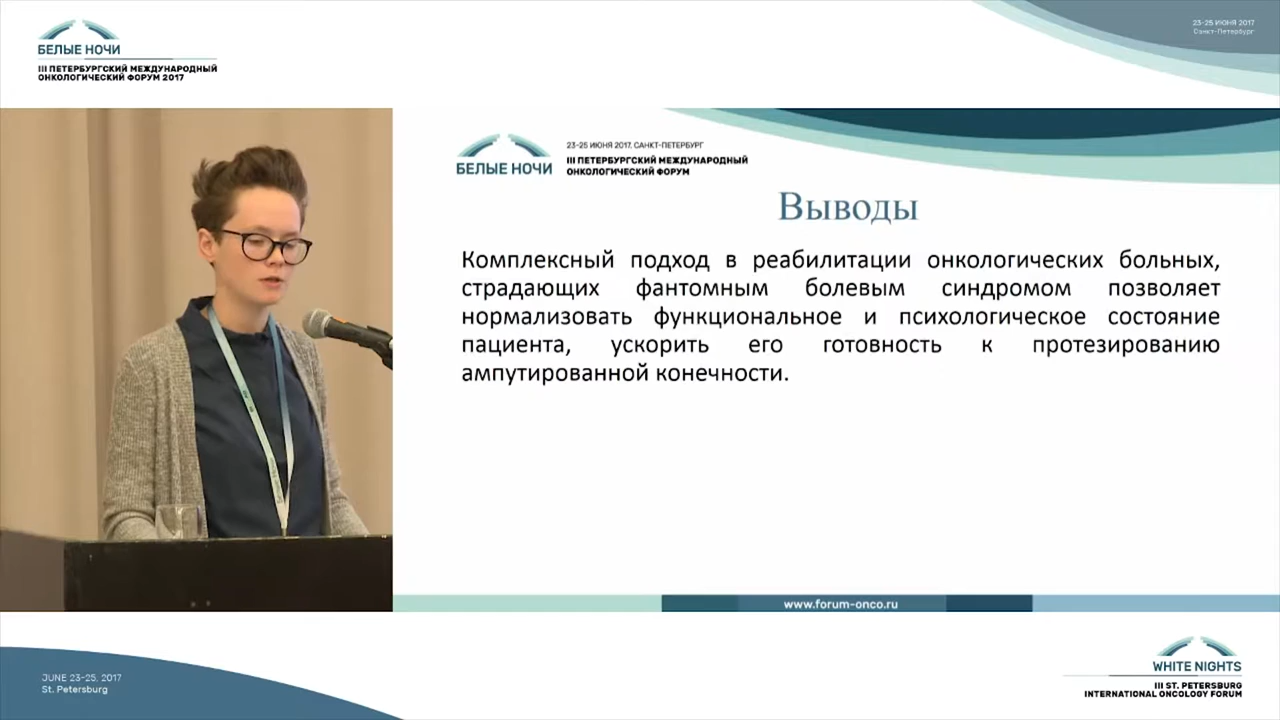 БЕЛЫЕ НОЧИ
III ПЕТЕРБУРГСКИЙ МЕЖДУНАРОДНЫЙ
ОНКОЛОГИЧЕСКИЙ ФОРУМ 2017
23-25 ИЮНЯ 2017
Санкт-Петербург
БЕЛЫЕ НОЧИ
23-25 ИЮНЯ 2017, САНКТ-ПЕТЕРБУРГ
III ПЕТЕРБУРГСКИЙ МЕЖДУНАРОДНЫЙ
ОНКОЛОГИЧЕСКИЙ ФОРУМ
Выводы
Комплексный подход в реабилитации онкологических больных,
страдающих фантомным болевым синдромом позволяет
нормализовать функциональное и психологическое состояние
пациента, ускорить его готовность к протезированию
ампутированной конечности.
www.forum-onco.ru
JUNE 23-25, 2017
St. Petersburg
WHITE NIGHTS
III ST. PETERSBURG
INTERNATIONAL ONCOLOGY FORUM